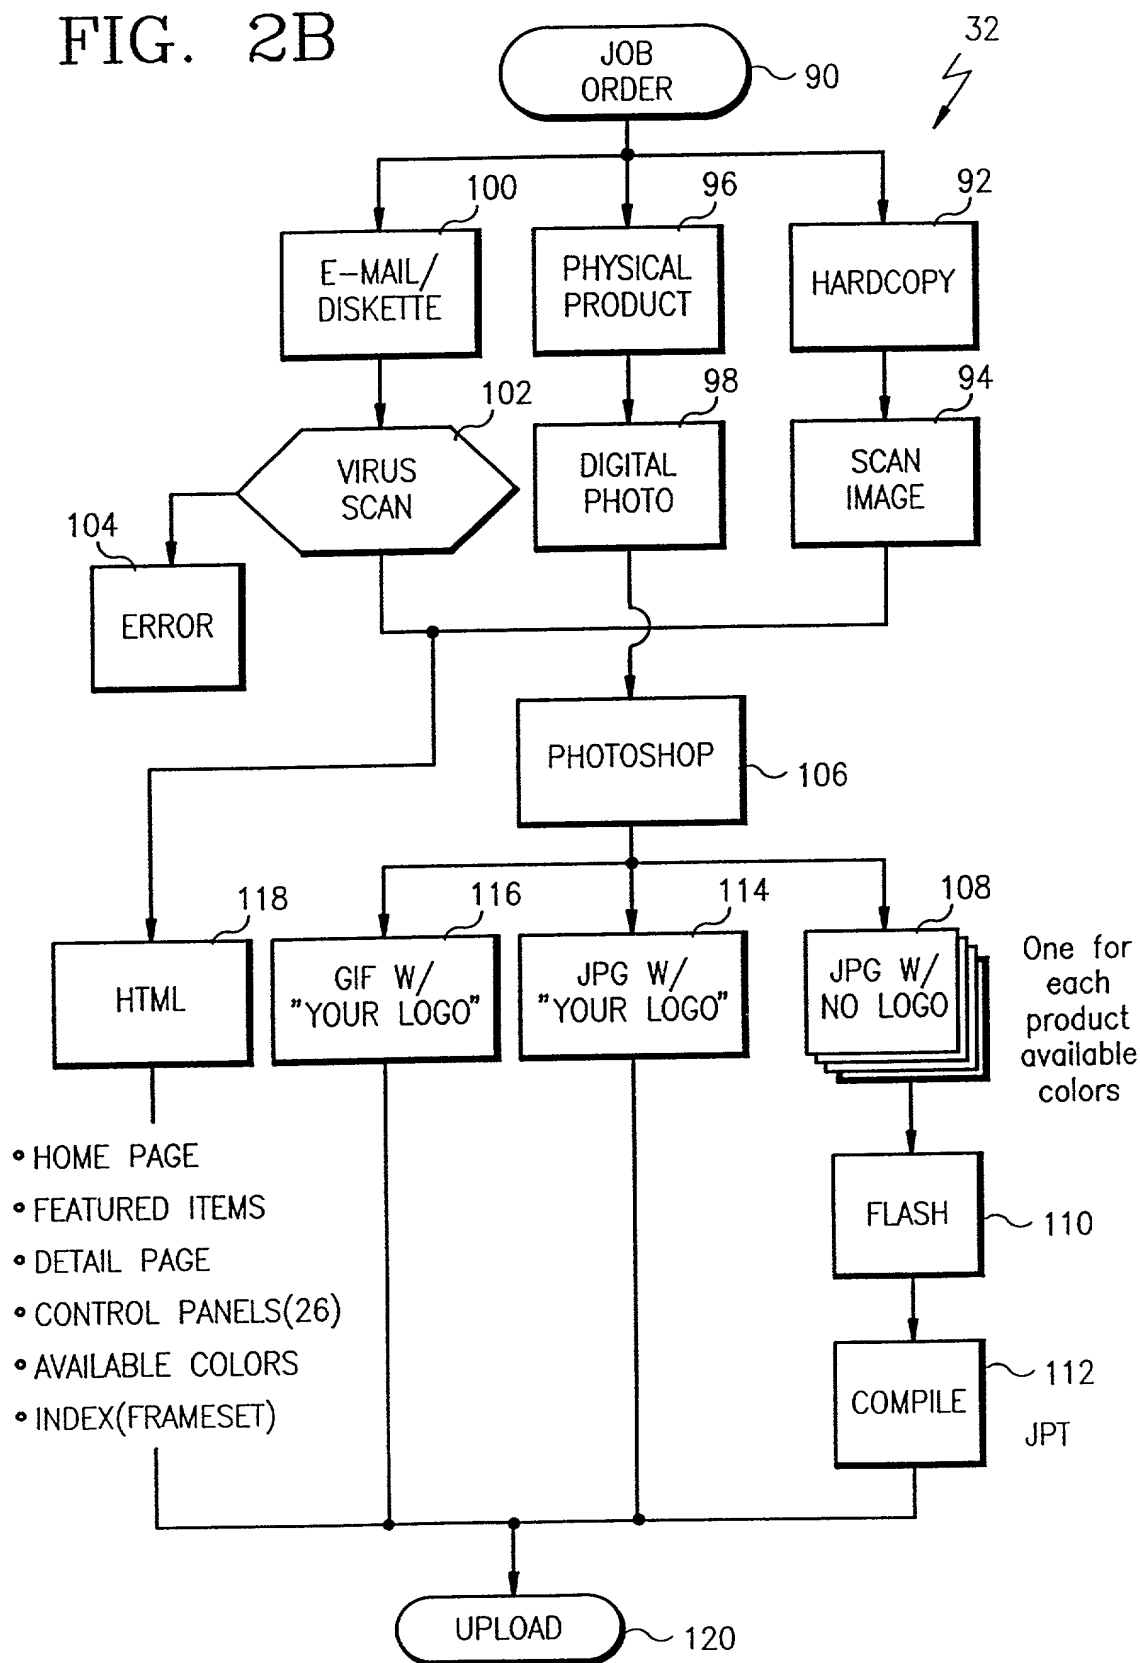 FIG. 2B
JOB
ORDER
90
32
100
E-MAIL/
DISKETTE
96
PHYSICAL
PRODUCT
92
HARDCOPY
102
VIRUS
SCAN
98
DIGITAL
PHOTO
94
SCAN
IMAGE
104
ERROR
PHOTOSHOP
106
118
HTML
116
GIF W/
"YOUR LOGO"
114
JPG W/
"YOUR LOGO"
108
JPG W/
NO LOGO
One for
each
product
available
colors
• HOME PAGE
• FEATURED ITEMS
• DETAIL PAGE
• CONTROL PANELS(26)
• AVAILABLE COLORS
• INDEX(FRAMESET)
FLASH
110
COMPILE
112
JPT
UPLOAD
120